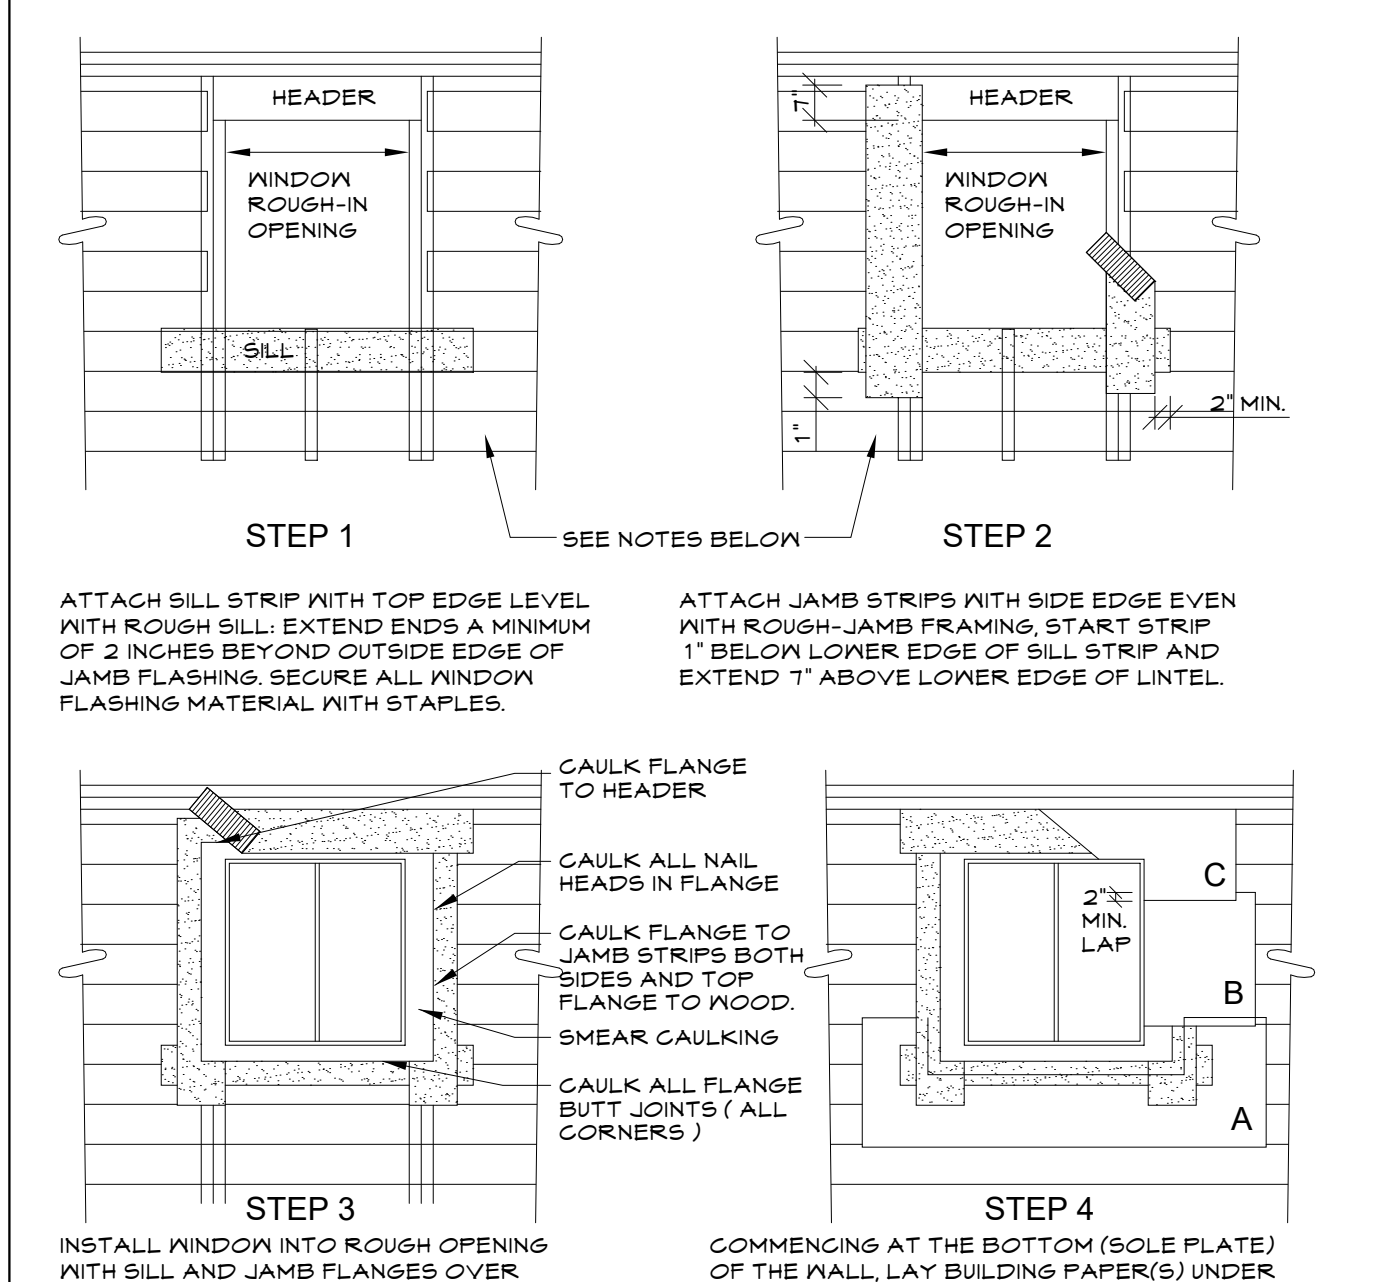 HEADER
WINDOW
ROUGH-IN
OPENING
SILL
STEP 1
HEADER
7"
WINDOW
ROUGH-IN
OPENING
2" MIN.
1"
STEP 2
SEE NOTES BELOW
ATTACH SILL STRIP WITH TOP EDGE LEVEL
WITH ROUGH SILL: EXTEND ENDS A MINIMUM
OF 2 INCHES BEYOND OUTSIDE EDGE OF
JAMB FLASHING. SECURE ALL WINDOW
FLASHING MATERIAL WITH STAPLES.
ATTACH JAMB STRIPS WITH SIDE EDGE EVEN
WITH ROUGH-JAMB FRAMING, START STRIP
1" BELOW LOWER EDGE OF SILL STRIP AND
EXTEND 7" ABOVE LOWER EDGE OF LINTEL.
CAULK FLANGE
TO HEADER
CAULK ALL NAIL
HEADS IN FLANGE
CAULK FLANGE TO
JAMB STRIPS BOTH
SIDES AND TOP
FLANGE TO WOOD.
SMEAR CAULKING
CAULK ALL FLANGE
BUTT JOINTS ( ALL
CORNERS )
STEP 3
INSTALL WINDOW INTO ROUGH OPENING
WITH SILL AND JAMB FLANGES OVER
C
2"
MIN.
LAP
B
A
STEP 4
COMMENCING AT THE BOTTOM (SOLE PLATE)
OF THE WALL, LAY BUILDING PAPER(S) UNDER